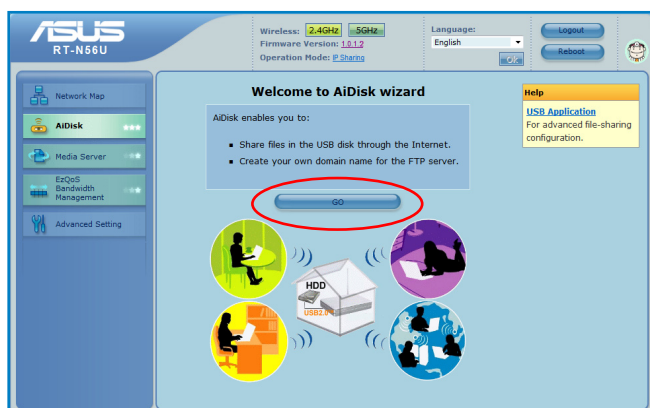 ASUS
RT-N56U
Wireless: 2.4GHz 5GHz
Firmware Version: 1.0.1.2
Operation Mode: IP Sharing
Language:
English
OK
Logout
Reboot
Network Map
AiDisk
Media Server
EzQoS
Bandwidth
Management
Advanced Setting
Welcome to AiDisk wizard
AiDisk enables you to:
Share files in the USB disk through the Internet.
Create your own domain name for the FTP server.
GO
HDD
USB2.0
Help
USB Application
For advanced file-sharing
configuration.